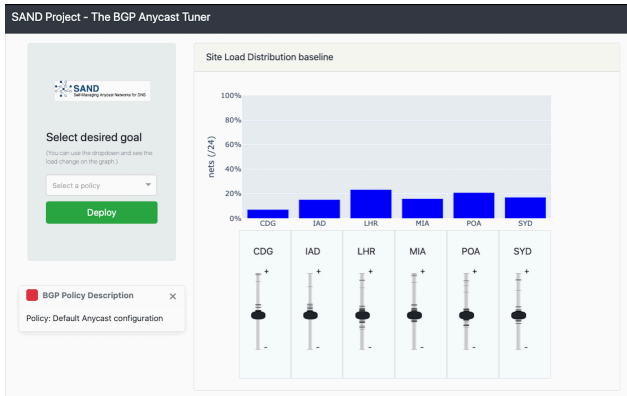 SAND Project - The BGP Anycast Tuner
SAND
Self-Managing Anycast Networks for DNS
Select desired goal
(You can use the dropdown and see the
load change on the graph.)
Select a policy
Deploy
BGP Policy Description ×
Policy: Default Anycast configuration
Site Load Distribution baseline
nets (/24)
100%
80%
60%
40%
20%
0%
CDG IAD LHR MIA POA SYD
CDG IAD LHR MIA POA SYD
+ + + + + +
- - - - - -